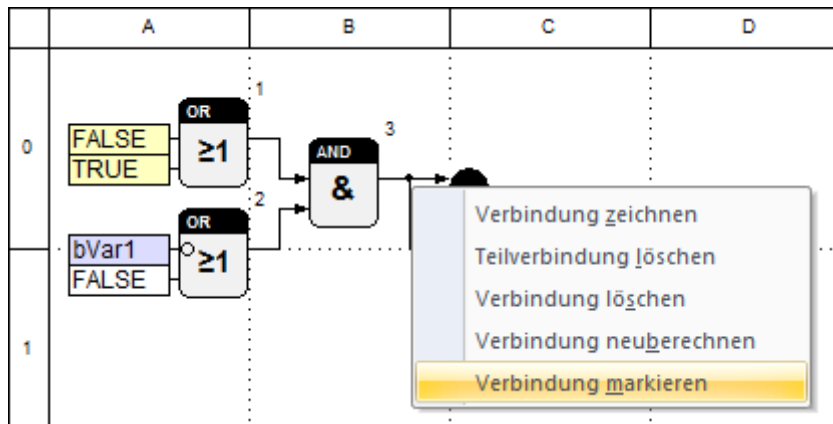 A B C D
0
1
OR 1
FALSE
TRUE
≥1
AND 3
&
OR 2
bVar1
FALSE
≥1
1
Verbindung zeichnen
Teilverbindung löschen
Verbindung löschen
Verbindung neuberechnen
Verbindung markieren